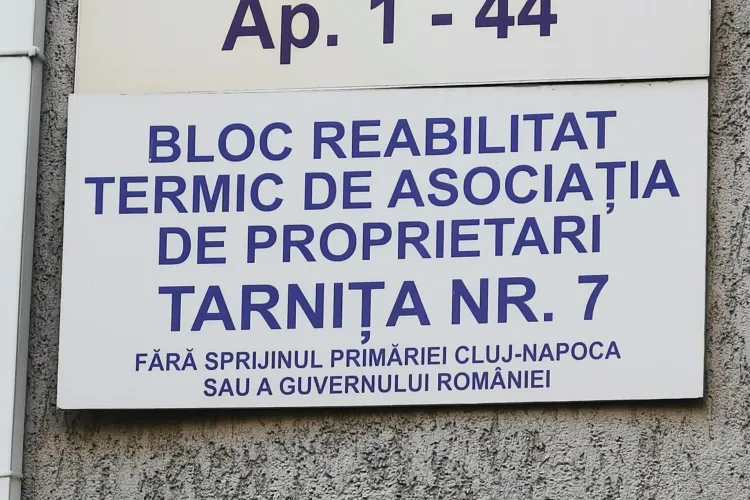 Ap. 1 - 44
BLOC REABILITAT
TERMIC DE ASOCIAȚIA
DE PROPRIETARI
TARNIȚA NR. 7
FĂRĂ SPRIJINUL PRIMĂRIEI CLUJ-NAPOCA
SAU A GUVERNULUI ROMÂNIEI